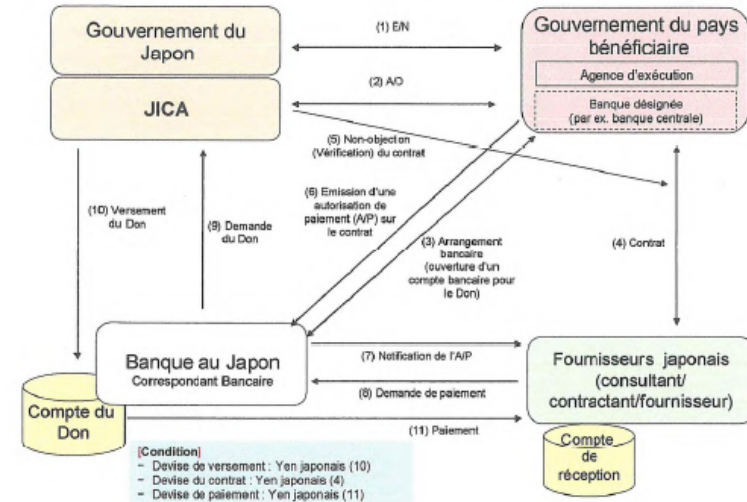 Gouvernement du
Japon
(1) E/N
Gouvernement du pays
bénéficiaire
Agence d'exécution
Banque désignée
(par ex. banque centrale)
(2) A/O
JICA
(5) Non-objection
(Vérification) du contrat
(6) Emission d'une
autorisation de
paiement (A/P) sur
le contrat
(10) Versement
du Don
(9) Demande
du Don
(3) Arrangement
bancaire
(ouverture d'un
compte bancaire pour
le Don)
(4) Contrat
Banque au Japon
Correspondant Bancaire
(7) Notification de l'A/P
(8) Demande de paiement
(11) Paiement
Fournisseurs japonais
(consultant/
contractant/fournisseur)
Compte du
Don
Compte
de
réception
[Condition]
- Devise de versement : Yen japonais (10)
- Devise du contrat : Yen japonais (4)
- Devise de paiement : Yen japonais (11)